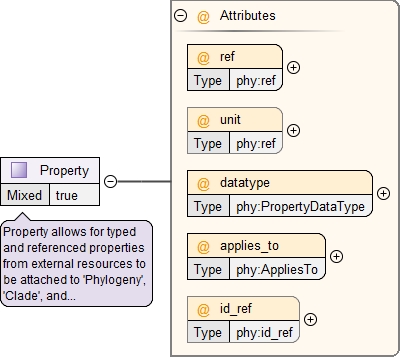 @ Attributes
@ ref
Type phy:ref
@ unit
Type phy:ref
Property
Mixed true
@ datatype
Type phy:PropertyDataType
Property allows for typed
and referenced properties
from external resources to
be attached to 'Phylogeny',
'Clade', and...
@ applies_to
Type phy:AppliesTo
@ id_ref
Type phy:id_ref